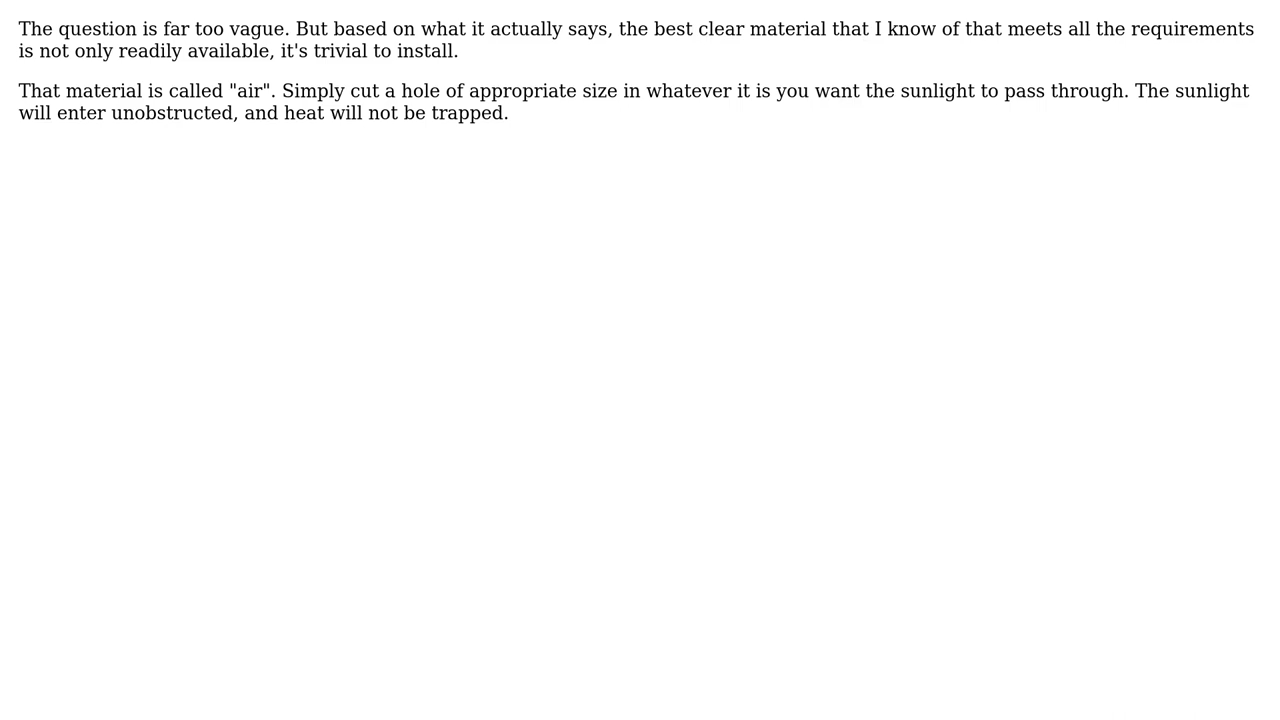 The question is far too vague. But based on what it actually says, the best clear material that I know of that meets all the requirements
is not only readily available, it's trivial to install.
That material is called "air". Simply cut a hole of appropriate size in whatever it is you want the sunlight to pass through. The sunlight
will enter unobstructed, and heat will not be trapped.